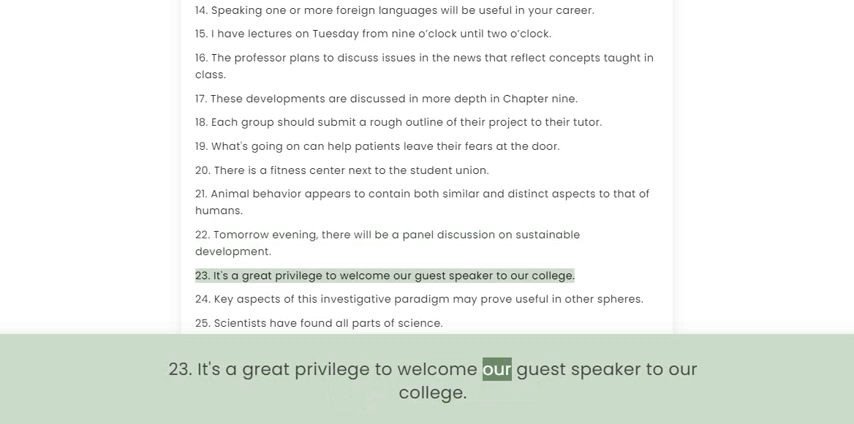 14. Speaking one or more foreign languages will be useful in your career.
15. I have lectures on Tuesday from nine o'clock until two o'clock.
16. The professor plans to discuss issues in the news that reflect concepts taught in
class.
17. These developments are discussed in more depth in Chapter nine.
18. Each group should submit a rough outline of their project to their tutor.
19. What's going on can help patients leave their fears at the door.
20. There is a fitness center next to the student union.
21. Animal behavior appears to contain both similar and distinct aspects to that of
humans.
22. Tomorrow evening, there will be a panel discussion on sustainable
development.
23. It's a great privilege to welcome our guest speaker to our college.
24. Key aspects of this investigative paradigm may prove useful in other spheres.
25. Scientists have found all parts of science.
23. It's a great privilege to welcome our guest speaker to our
college.